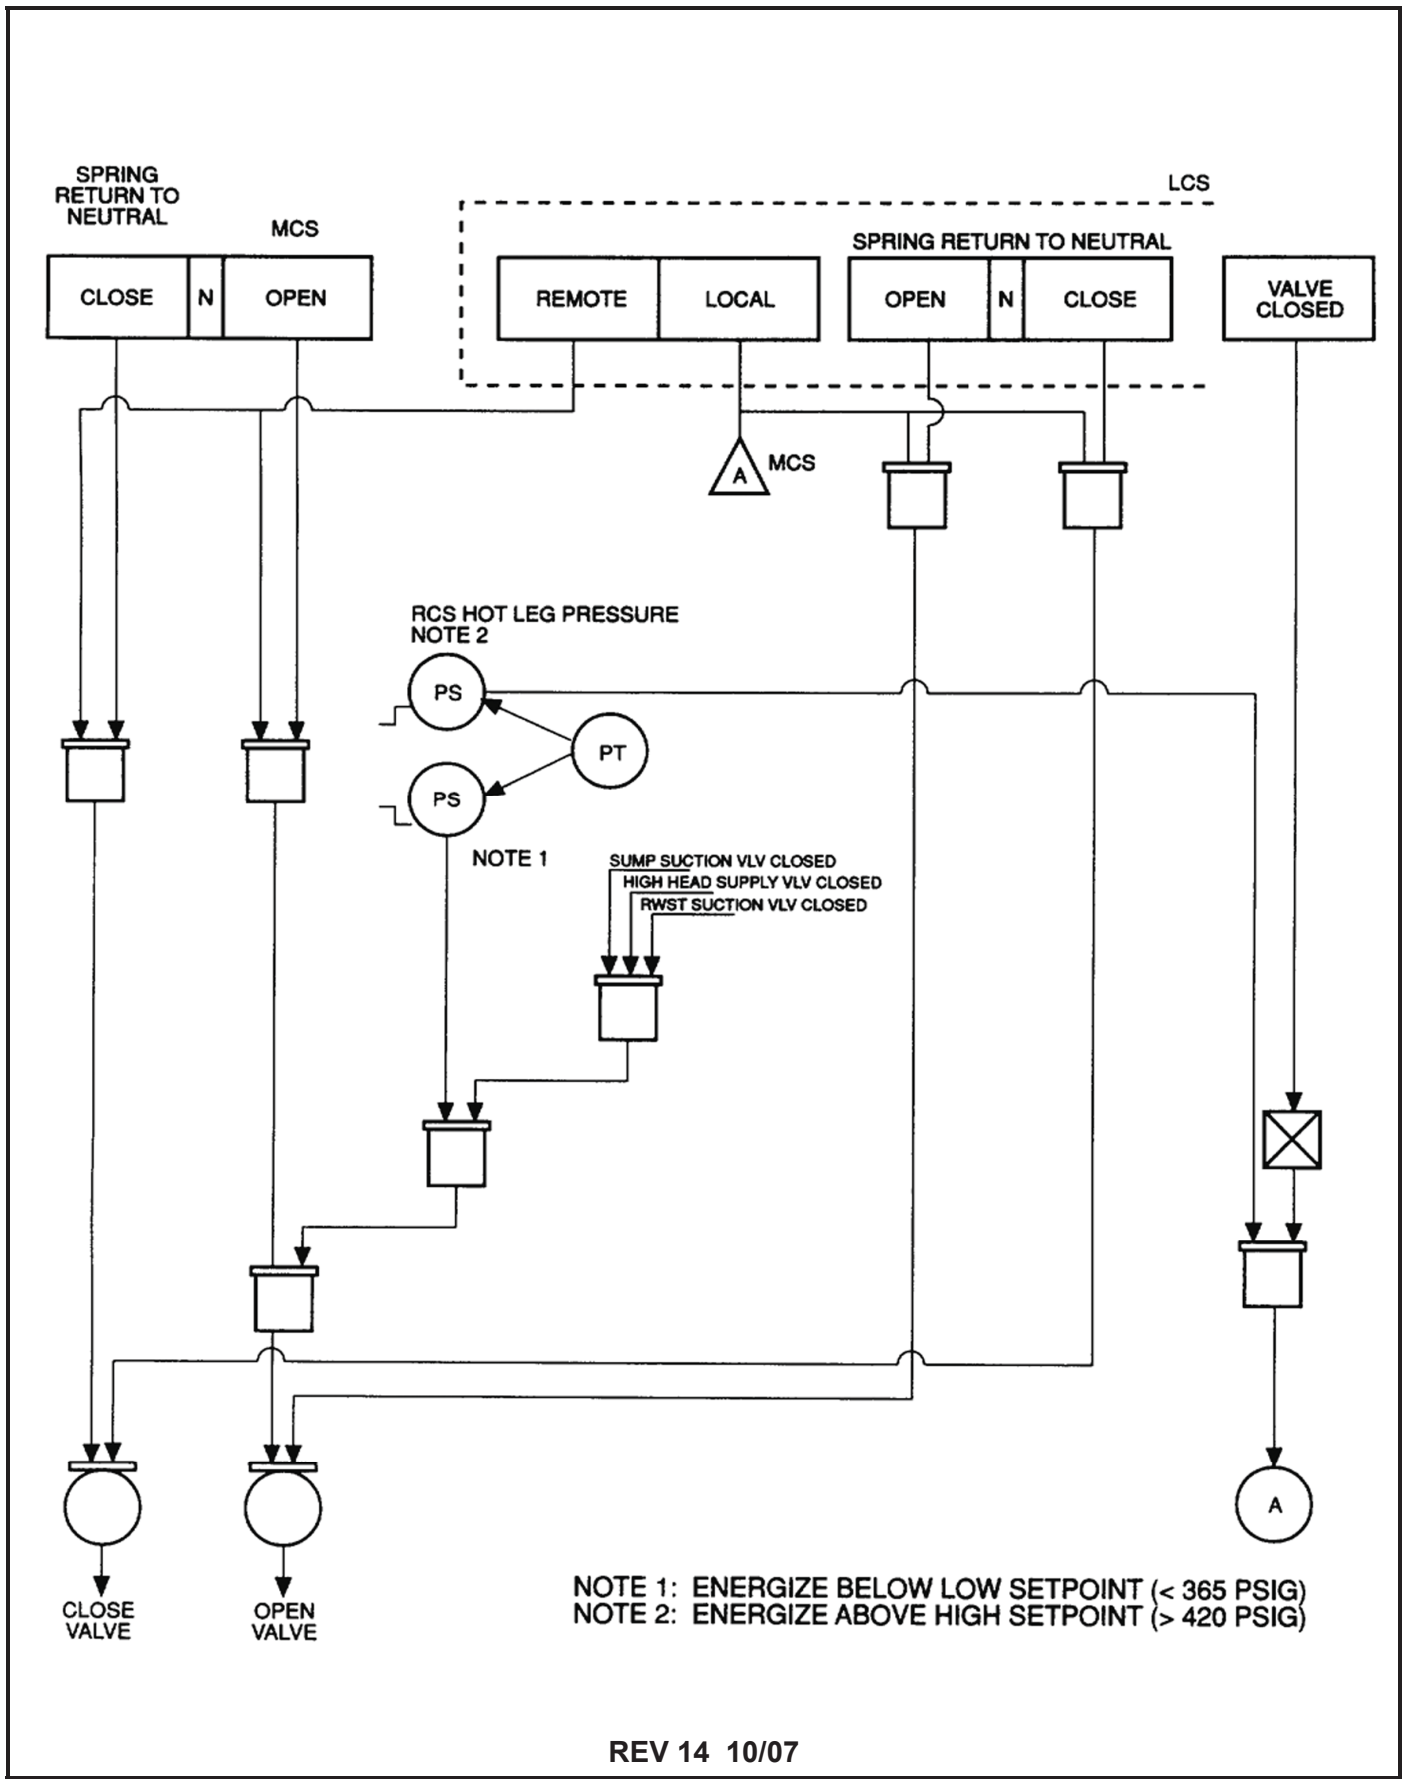 SPRING
RETURN TO
NEUTRAL
MCS
LCS
SPRING RETURN TO NEUTRAL
CLOSE
N
OPEN
REMOTE
LOCAL
OPEN
N
CLOSE
VALVE
CLOSED
A
MCS
RCS HOT LEG PRESSURE
NOTE 2
PS
PT
PS
NOTE 1
SUMP SUCTION VLV CLOSED
HIGH HEAD SUPPLY VLV CLOSED
RWST SUCTION VLV CLOSED
A
CLOSE
VALVE
OPEN
VALVE
NOTE 1: ENERGIZE BELOW LOW SETPOINT (< 365 PSIG)
NOTE 2: ENERGIZE ABOVE HIGH SETPOINT (> 420 PSIG)
REV 14 10/07